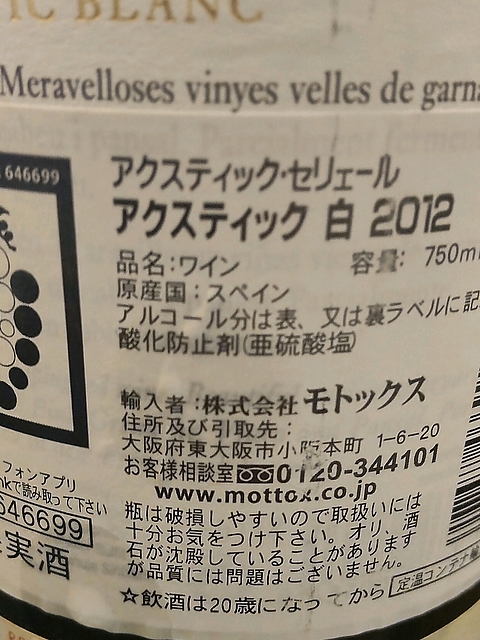 IC BLANC
Meravelloses vinyes velles de garna
646699
アクスティック・セリェール
アクスティック 白 2012
品名:ワイン 容量: 750m
原産国:スペイン
アルコール分は表、又は裏ラベルに記
酸化防止剤(亜硫酸塩)
輸入者:株式会社 モトックス
住所及び引取先:
大阪府東大阪市小阪本町 1-6-20
お客様相談室 0120-344101
www.mottox.co.jp
フォンアプリ
nkで読み取って下さい
646699
果実酒
瓶は破損しやすいので取扱いには
十分お気をつけ下さい。オリ、酒
石が沈殿していることがあります
が品質には問題はございません。
定温コンテナ輸
☆飲酒は20歳になってから